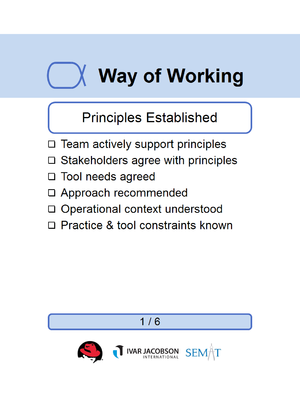 Way of Working
Principles Established
❑ Team actively support principles
❑ Stakeholders agree with principles
❑ Tool needs agreed
❑ Approach recommended
❑ Operational context understood
❑ Practice & tool constraints known
1 / 6
IVAR JACOBSON
INTERNATIONAL
SEMAT